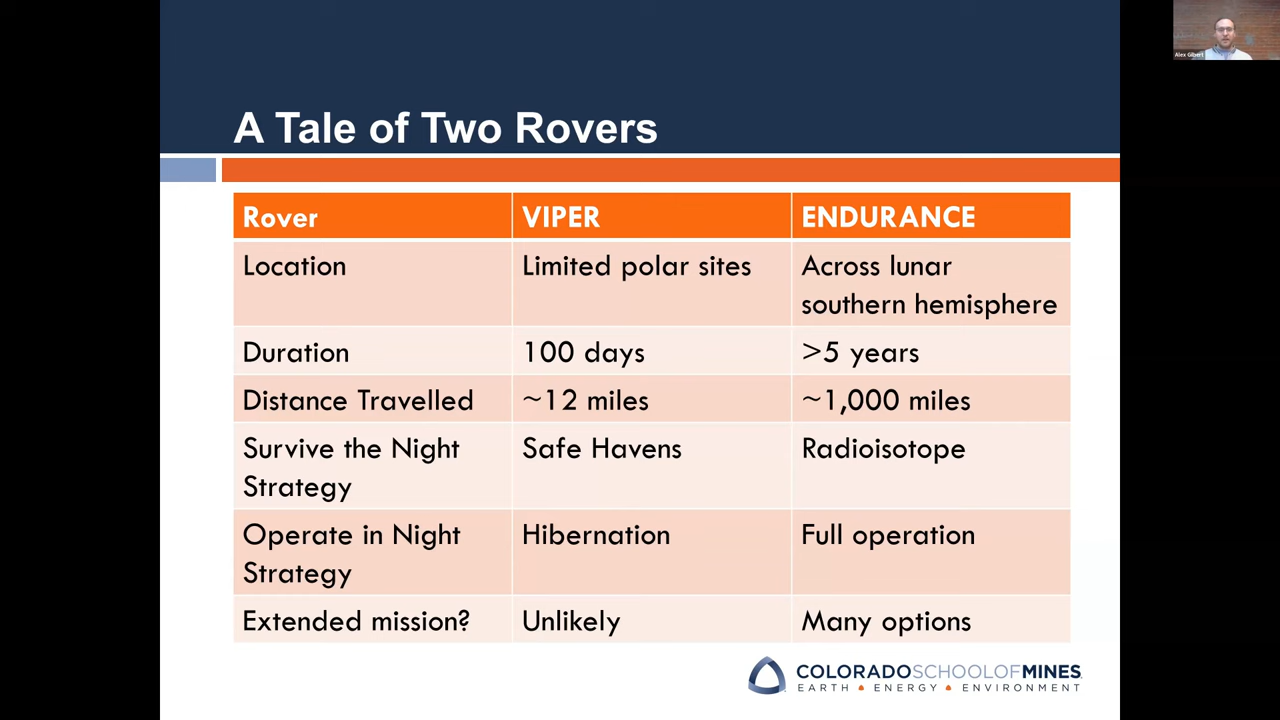 Alex Gilbert
A Tale of Two Rovers
Rover VIPER ENDURANCE
Location Limited polar sites Across lunar
southern hemisphere
Duration 100 days >5 years
Distance Travelled ~12 miles ~1,000 miles
Survive the Night Safe Havens Radioisotope
Strategy
Operate in Night Hibernation Full operation
Strategy
Extended mission? Unlikely Many options
COLORADOSCHOOLOFMINES
EARTH ENERGY ENVIRONMENT